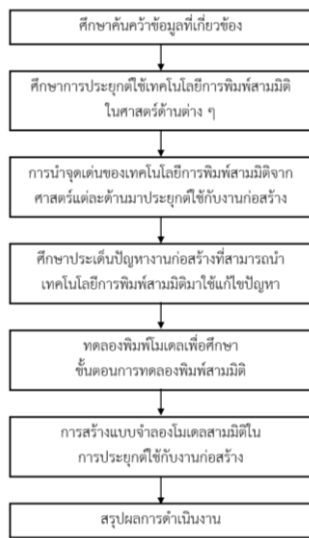 ศึกษาค้นคว้าข้อมูลที่เกี่ยวข้อง
ศึกษาการประยุกต์ใช้เทคโนโลยีการพิมพ์สามมิติ
ในศาสตร์ด้านต่าง ๆ
การนำจุดเด่นของเทคโนโลยีการพิมพ์สามมิติจาก
ศาสตร์แต่ละด้านมาประยุกต์ใช้กับงานก่อสร้าง
ศึกษาประเด็นปัญหางานก่อสร้างที่สามารถนำ
เทคโนโลยีการพิมพ์สามมิติมาใช้แก้ไขปัญหา
ทดลองพิมพ์โมเดลเพื่อศึกษา
ขั้นตอนการทดลองพิมพ์สามมิติ
การสร้างแบบจำลองโมเดลสามมิติใน
การประยุกต์ใช้กับงานก่อสร้าง
สรุปผลการดำเนินงาน